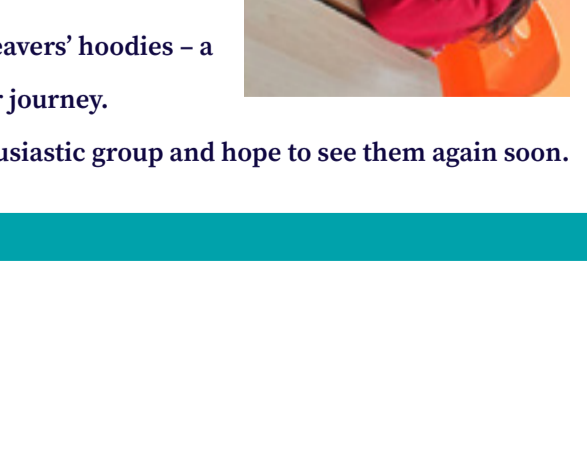 eavers’ hoodies – a
journey.
usiastic group and hope to see them again soon.